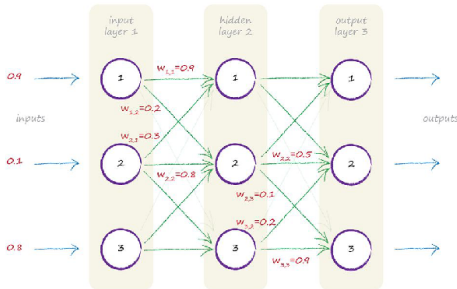 input
layer 1
hidden
layer 2
output
layer 3
0.9
1
w1,1=0.9
1
1
w1,2=0.2
inputs
outputs
w2,1=0.3
0.1
2
2
w2,2=0.5
2
w2,2=0.8
w2,3=0.1
w3,2=0.2
0.8
3
3
3
w3,3=0.9